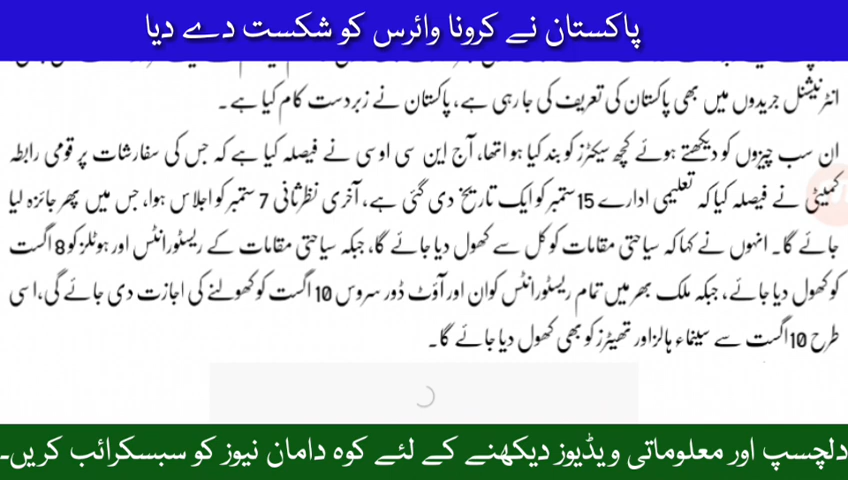 پاکستان نے کرونا وائرس کو شکست دے دیا
انٹرنیشنل جریدوں میں بھی پاکستان کی تعریف کی جا رہی ہے، پاکستان نے زبردست کام کیا ہے۔
ان سب چیزوں کو دیکھتے ہوئے کچھ سیکٹرز کو بند کیا ہوا تھا، آج این سی اوسی نے فیصلہ کیا ہے کہ جس کی سفارشات پر قومی رابطہ
کمیٹی نے فیصلہ کیا کہ تعلیمی ادارے 15 ستمبر کو ایک تاریخ دی گئی ہے، آخری نظرثانی 7 ستمبر کو اجلاس ہوا، جس میں پھر جائزہ لیا
جائے گا۔ انہوں نے کہا کہ سیاحتی مقامات کو کل سے کھول دیا جائے گا، جبکہ سیاحتی مقامات کے ریسٹورانٹس اور ہوٹلز کو 8 اگست
کو کھول دیا جائے، جبکہ ملک بھر میں تمام ریسٹورانٹس کو ان اور آؤٹ ڈور سروس 10 اگست کو کھولنے کی اجازت دی جائے گی، اسی
طرح 10 اگست سے سینماء ہالز اور تھیٹرز کو بھی کھول دیا جائے گا۔
دلچسپ اور معلوماتی ویڈیوز دیکھنے کے لئے کوہ دامان نیوز کو سبسکرائب کریں۔